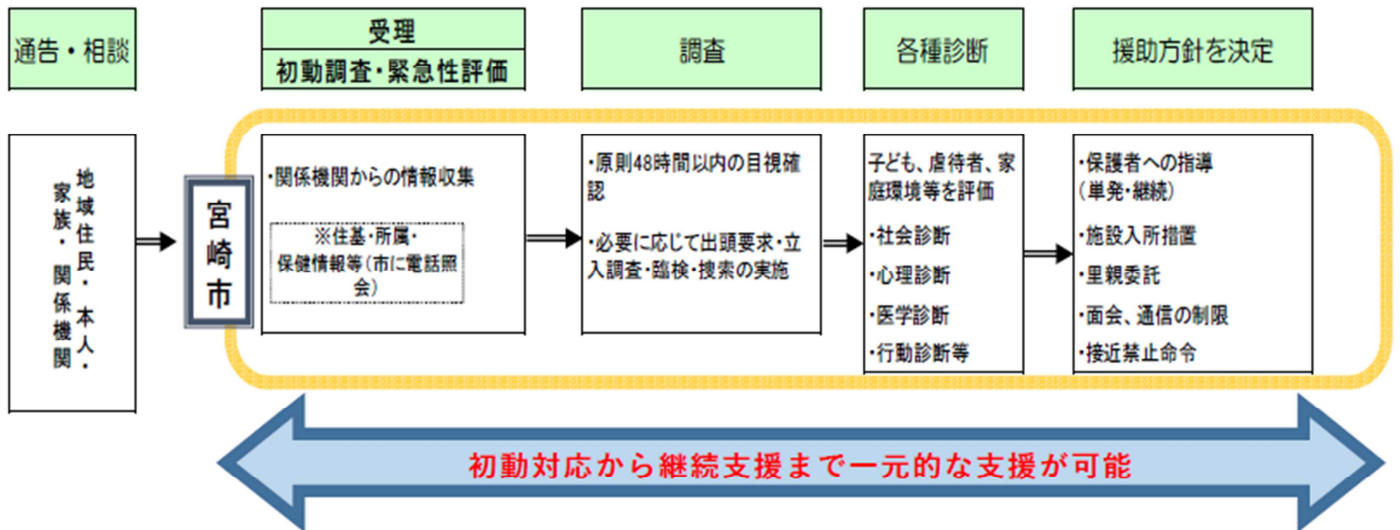 通告・相談
受理
初動調査・緊急性評価
調査
各種診断
援助方針を決定
地域住民・本人・
家族・関係機関
宮崎市
・関係機関からの情報収集
※住基・所属・
保健情報等（市に電話照
会）
・原則48時間以内の目視確
認
・必要に応じて出頭要求・立
入調査・臨検・捜索の実施
子ども、虐待者、家
庭環境等を評価
・社会診断
・心理診断
・医学診断
・行動診断等
・保護者への指導
（単発・継続）
・施設入所措置
・里親委託
・面会、通信の制限
・接近禁止命令
初動対応から継続支援まで一元的な支援が可能